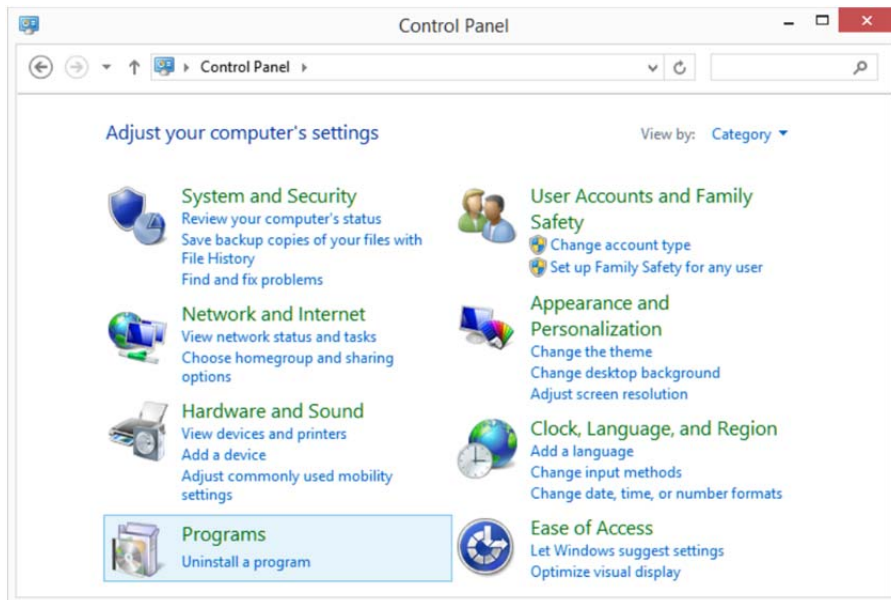 Control Panel
Control Panel
Adjust your computer's settings
View by: Category
System and Security
Review your computer's status
Save backup copies of your files with
File History
Find and fix problems
Network and Internet
View network status and tasks
Choose homegroup and sharing
options
Hardware and Sound
View devices and printers
Add a device
Adjust commonly used mobility
settings
Programs
Uninstall a program
User Accounts and Family
Safety
Change account type
Set up Family Safety for any user
Appearance and
Personalization
Change the theme
Change desktop background
Adjust screen resolution
Clock, Language, and Region
Add a language
Change input methods
Change date, time, or number formats
Ease of Access
Let Windows suggest settings
Optimize visual display